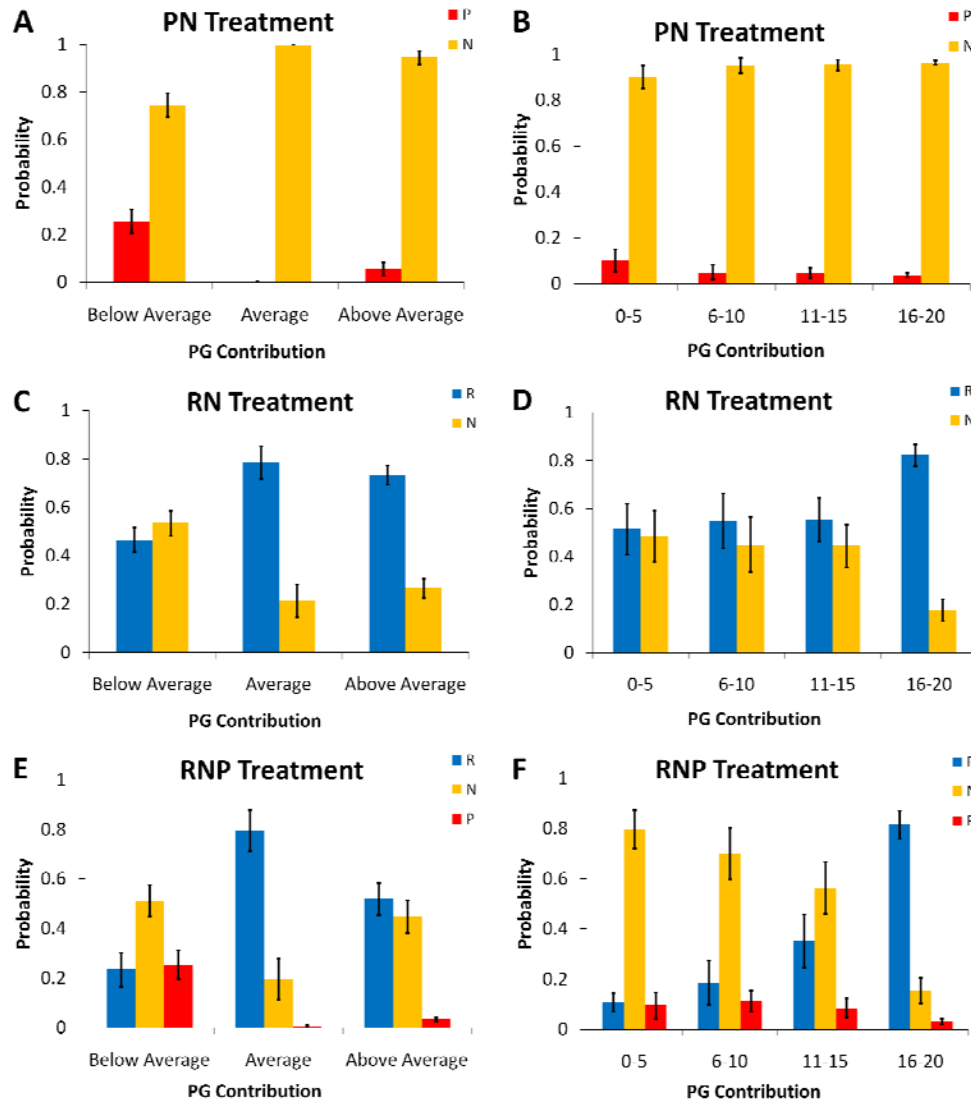 A
PN Treatment
P
N
1
0.8
0.6
0.4
0.2
0
Probability
Below Average
Average
Above Average
PG Contribution
B
PN Treatment
P
N
1
0.8
0.6
0.4
0.2
0
Probability
0-5
6-10
11-15
16-20
PG Contribution
C
RN Treatment
R
N
1
0.8
0.6
0.4
0.2
0
Probability
Below Average
Average
Above Average
PG Contribution
D
RN Treatment
R
N
1
0.8
0.6
0.4
0.2
0
Probability
0-5
6-10
11-15
16-20
PG Contribution
E
RNP Treatment
R
N
P
1
0.8
0.6
0.4
0.2
0
Probability
Below Average
Average
Above Average
PG Contribution
F
RNP Treatment
R
N
P
1
0.8
0.6
0.4
0.2
0
Probability
0-5
6-10
11-15
16-20
PG Contribution